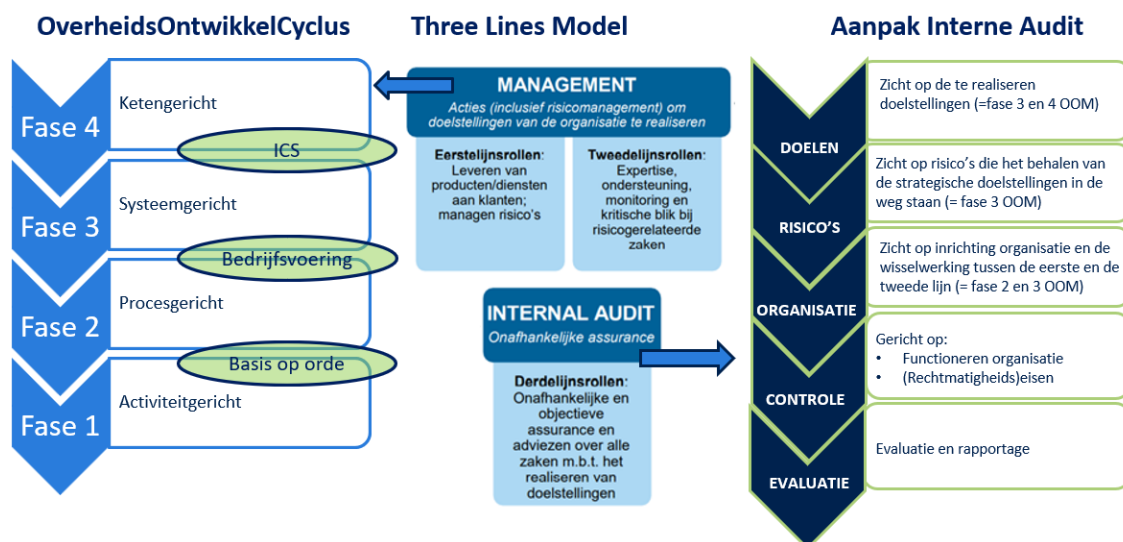 OverheidsOntwikkelCyclus
Fase 4
Ketengericht
ICS
Fase 3
Systeemgericht
Bedrijfsvoering
Fase 2
Procesgericht
Basis op orde
Fase 1
Activiteitgericht
Three Lines Model
MANAGEMENT
Acties (inclusief risicomanagement) om
doelstellingen van de organisatie te realiseren
Eerstelijnsrollen:
Leveren van
producten/diensten
aan klanten;
managen risico's
Tweedelijnsrollen:
Expertise,
ondersteuning,
monitoring en
kritische blik bij
risicogerelateerde
zaken
INTERNAL AUDIT
Onafhankelijke assurance
Derdelijnsrollen:
Onafhankelijke en
objectieve
assurance en
adviezen over alle
zaken m.b.t. het
realiseren van
doelstellingen
Aanpak Interne Audit
DOELEN
Zicht op de te realiseren
doelstellingen (=fase 3 en 4 OOM)
RISICO'S
Zicht op risico's die het behalen van
de strategische doelstellingen in de
weg staan (= fase 3 OOM)
ORGANISATIE
Zicht op inrichting organisatie en de
wisselwerking tussen de eerste en de
tweede lijn (= fase 2 en 3 OOM)
CONTROLE
Gericht op:
• Functioneren organisatie
• (Rechtmatigheids)eisen
EVALUATIE
Evaluatie en rapportage